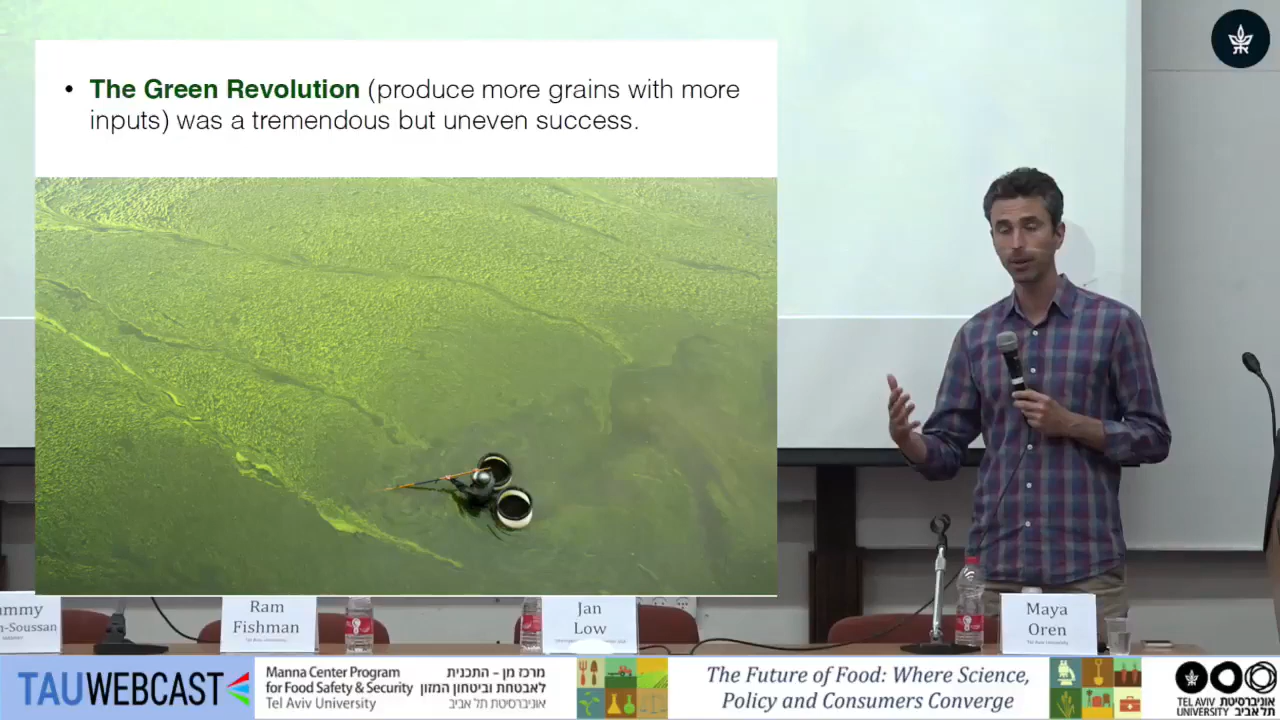 • The Green Revolution (produce more grains with more
inputs) was a tremendous but uneven success.
Ram
Fishman
Jan
Low
Maya
Oren
TAUWEBCAST
Manna Center Program
for Food Safety & Security
Tel Aviv University
מרכז מן – התכנית
לאבטחת וביטחון המזון
אוניברסיטת תל אביב
The Future of Food: Where Science,
Policy and Consumers Converge
TEL AVIV אוניברסיטת
UNIVERSITY תל אביב